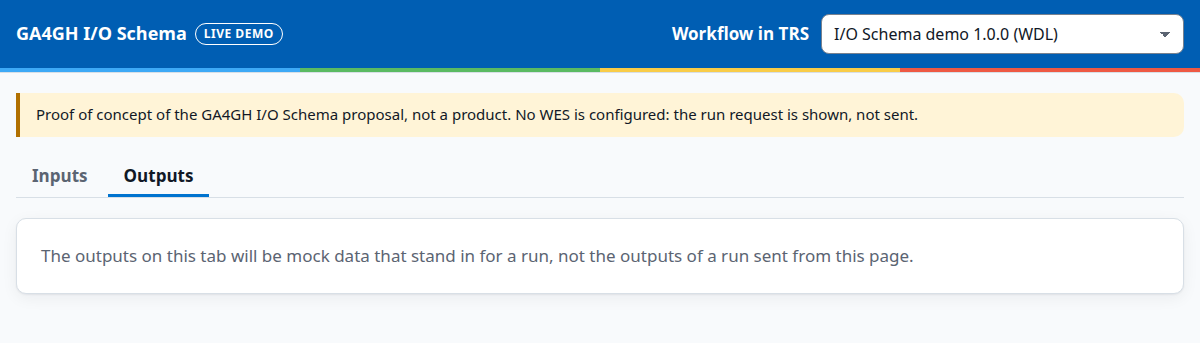 GA4GH I/O Schema LIVE DEMO Workflow in TRS I/O Schema demo 1.0.0 (WDL)
Proof of concept of the GA4GH I/O Schema proposal, not a product. No WES is configured: the run request is shown, not sent.
Inputs Outputs
The outputs on this tab will be mock data that stand in for a run, not the outputs of a run sent from this page.